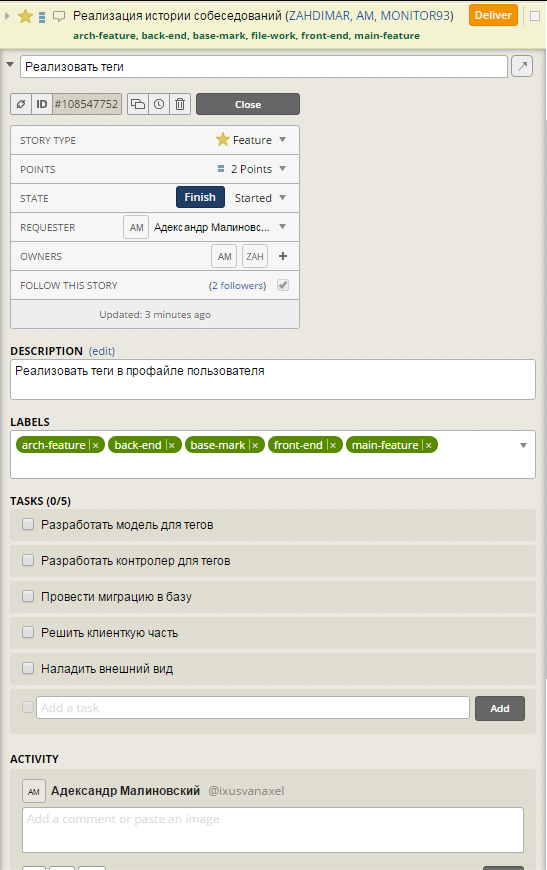 Реализация истории собеседований (ZAHDIMAR, AM, MONITOR93)
Deliver
arch-feature, back-end, base-mark, file-work, front-end, main-feature
Реализовать теги
ID #108547752
Close
STORY TYPE Feature
POINTS 2 Points
STATE Finish Started
REQUESTER AM Адександр Малиновс...
OWNERS AM ZAH +
FOLLOW THIS STORY (2 followers)
Updated: 3 minutes ago
DESCRIPTION (edit)
Реализовать теги в профайле пользователя
LABELS
arch-feature × back-end × base-mark × front-end × main-feature ×
TASKS (0/5)
Разработать модель для тегов
Разработать контролер для тегов
Провести миграцию в базу
Решить клиенткую часть
Наладить внешний вид
Add a task
Add
ACTIVITY
AM Адександр Малиновский @ixusvanaxel
Add a comment or paste an image